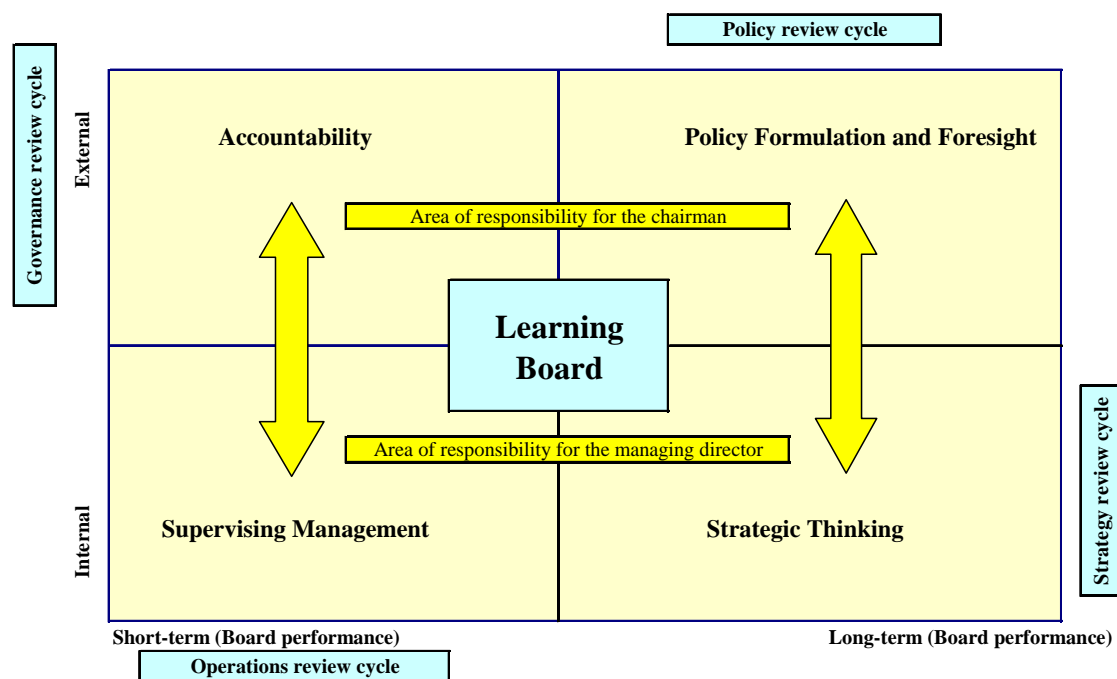 Policy review cycle
Governance review cycle
External
Accountability
Policy Formulation and Foresight
Area of responsibility for the chairman
Learning
Board
Area of responsibility for the managing director
Internal
Supervising Management
Strategic Thinking
Strategy review cycle
Short-term (Board performance)
Long-term (Board performance)
Operations review cycle